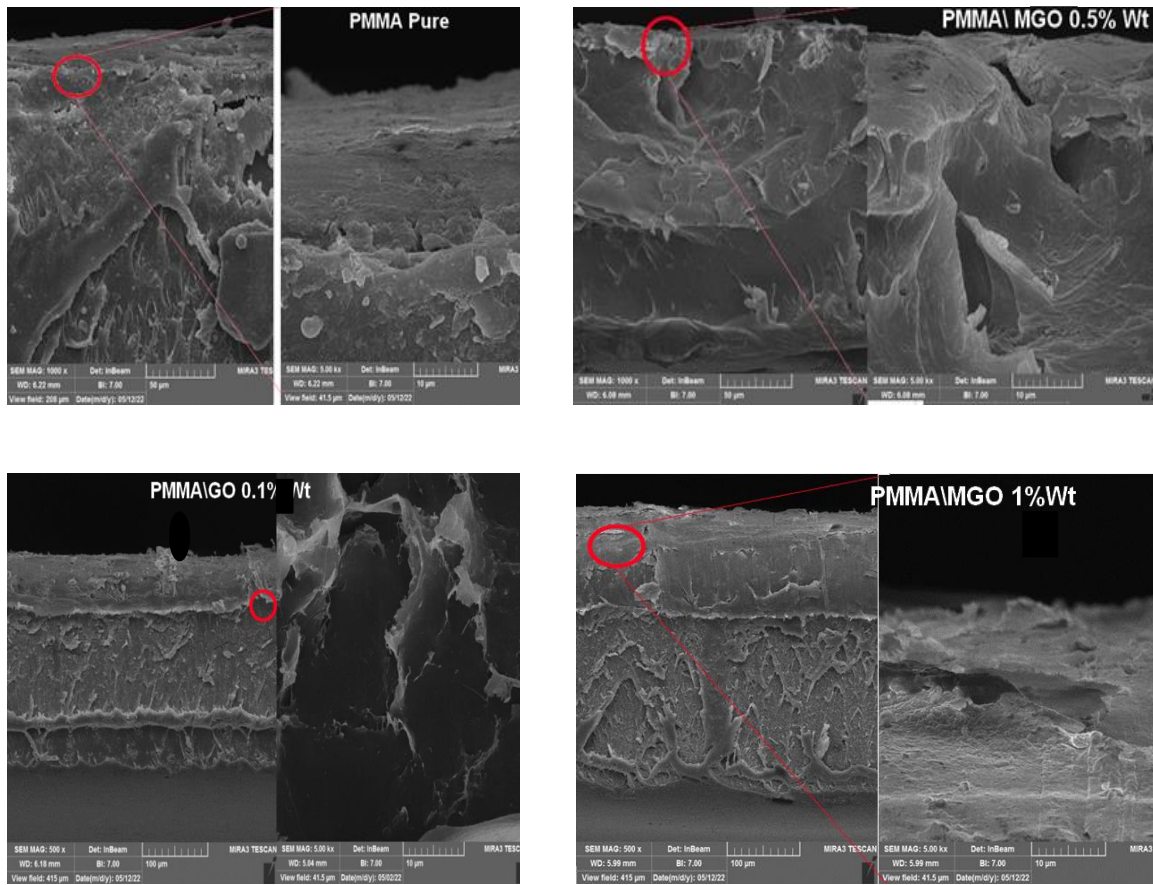 PMMA Pure
SEM MAG: 1000 x Det: InBeam
WD: 6.22 mm BI: 7.00 50 µm
View field: 208 µm Date(m/d/y): 05/12/22
MIRA3 TES
SEM MAG: 5.00 kx Det: InBeam
WD: 6.22 mm BI: 7.00 10 µm
View field: 41.5 µm Date(m/d/y): 05/12/22
MIRA3
PMMA\ MGO 0.5% Wt
SEM MAG: 1000 x Det: InBeam MIRA3 TESCAN
WD: 6.08 mm BI: 7.00 50 µm
SEM MAG: 5.00 kx Det: InBeam MIRA3 TESCA
WD: 6.08 mm BI: 7.00 10 µm
PMMA\GO 0.1% Wt
SEM MAG: 500 x Det: InBeam MIRA3 TESCAN
WD: 6.18 mm BI: 7.00 100 µm
View field: 415 µm Date(m/d/y): 05/12/22
SEM MAG: 5.00 kx Det: InBeam MIRA3
WD: 5.04 mm BI: 7.00 10 µm
View field: 41.5 µm Date(m/d/y): 05/02/22
PMMA\MGO 1%Wt
SEM MAG: 500 x Det: InBeam MIRA3 TESCAN
WD: 5.99 mm BI: 7.00 100 µm
View field: 415 µm Date(m/d/y): 05/12/22
SEM MAG: 5.00 kx Det: InBeam MIRA3 TESCAN
WD: 5.99 mm BI: 7.00 10 µm
View field: 41.5 µm Date(m/d/y): 05/12/22